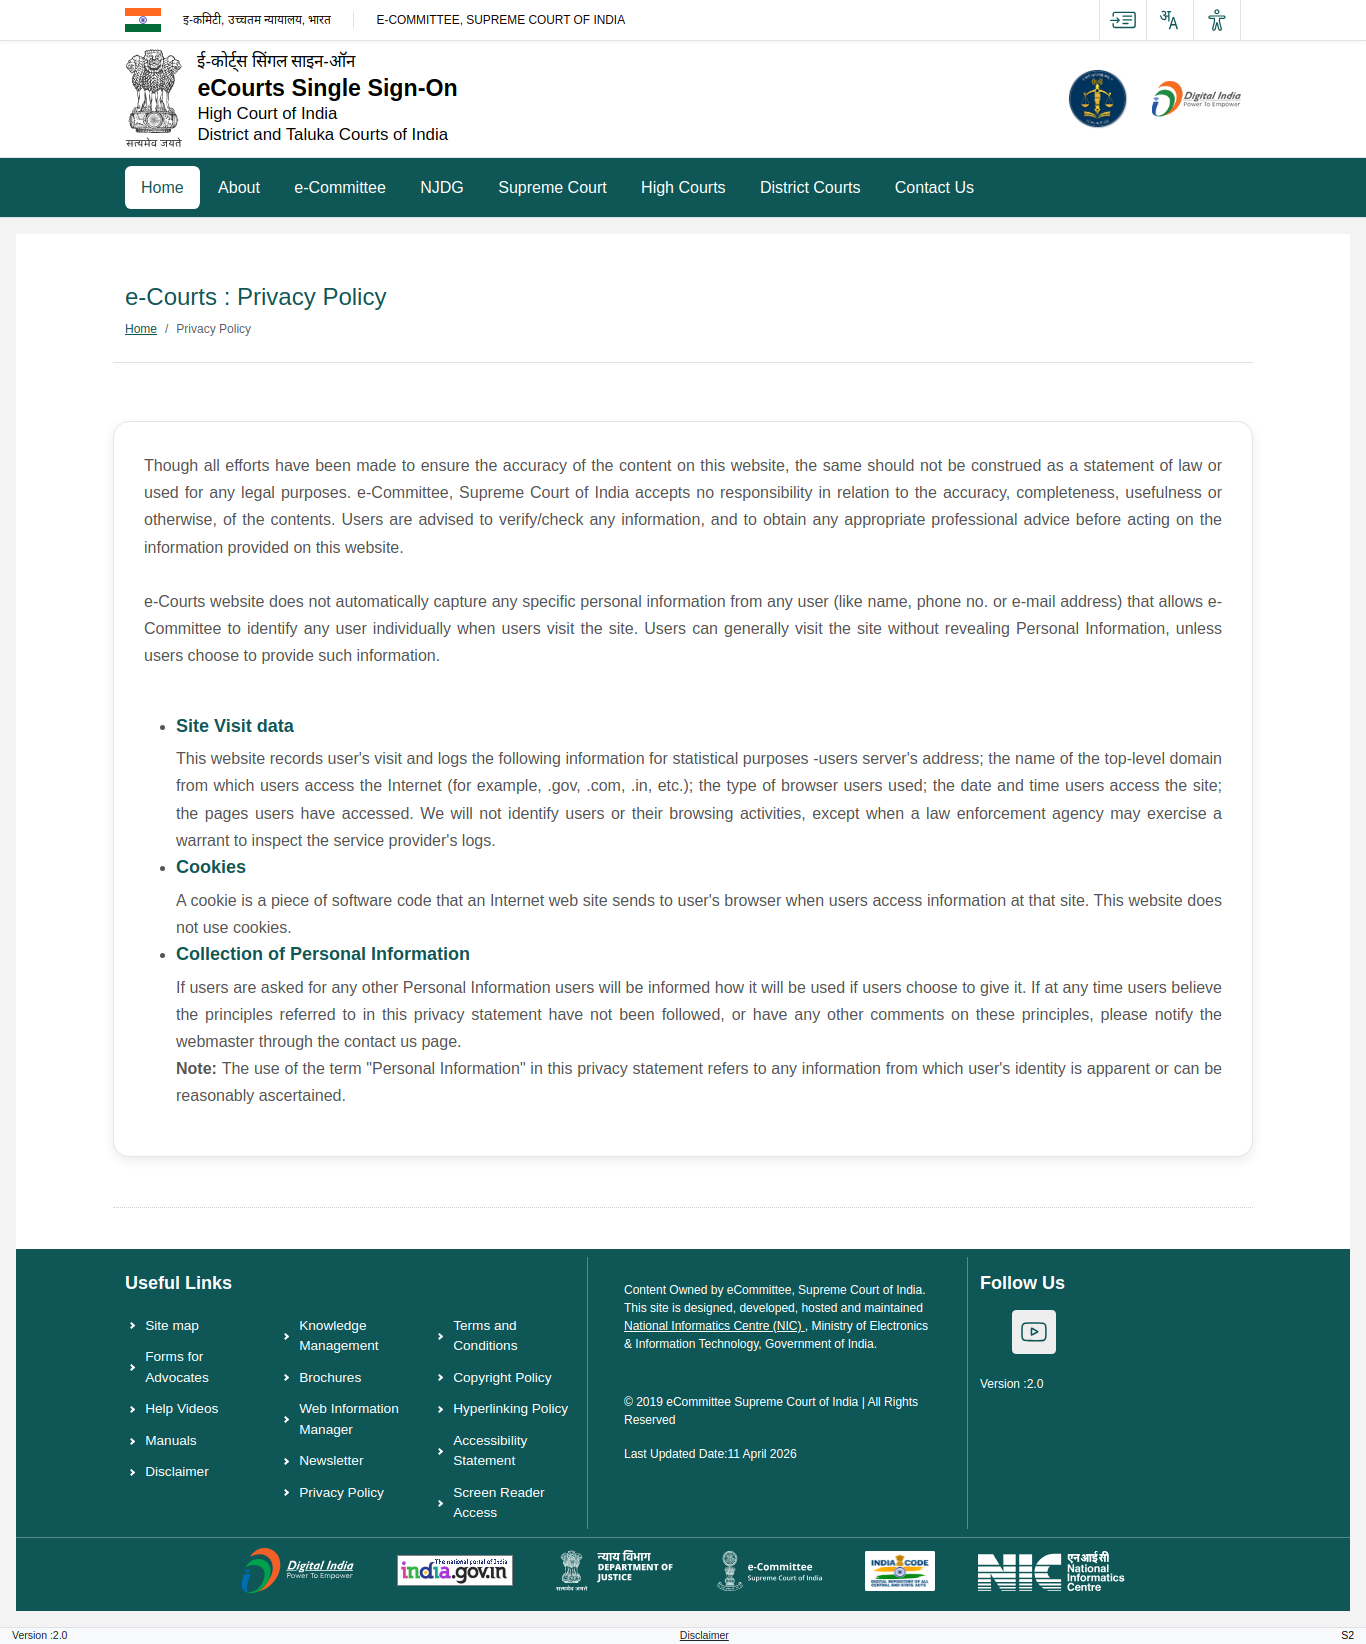 इ-कमिटी, उच्चतम न्यायालय, भारत
E-COMMITTEE, SUPREME COURT OF INDIA
अ A
ई-कोर्ट्स सिंगल साइन-ऑन
eCourts Single Sign-On
High Court of India
District and Taluka Courts of India
सत्यमेव जयते
Digital India
Power To Empower
Home About e-Committee NJDG Supreme Court High Courts District Courts Contact Us
e-Courts : Privacy Policy
Home / Privacy Policy
Though all efforts have been made to ensure the accuracy of the content on this website, the same should not be construed as a statement of law or
used for any legal purposes. e-Committee, Supreme Court of India accepts no responsibility in relation to the accuracy, completeness, usefulness or
otherwise, of the contents. Users are advised to verify/check any information, and to obtain any appropriate professional advice before acting on the
information provided on this website.
e-Courts website does not automatically capture any specific personal information from any user (like name, phone no. or e-mail address) that allows e-
Committee to identify any user individually when users visit the site. Users can generally visit the site without revealing Personal Information, unless
users choose to provide such information.
• Site Visit data
This website records user's visit and logs the following information for statistical purposes -users server's address; the name of the top-level domain
from which users access the Internet (for example, .gov, .com, .in, etc.); the type of browser users used; the date and time users access the site;
the pages users have accessed. We will not identify users or their browsing activities, except when a law enforcement agency may exercise a
warrant to inspect the service provider's logs.
• Cookies
A cookie is a piece of software code that an Internet web site sends to user's browser when users access information at that site. This website does
not use cookies.
• Collection of Personal Information
If users are asked for any other Personal Information users will be informed how it will be used if users choose to give it. If at any time users believe
the principles referred to in this privacy statement have not been followed, or have any other comments on these principles, please notify the
webmaster through the contact us page.
Note: The use of the term "Personal Information" in this privacy statement refers to any information from which user's identity is apparent or can be
reasonably ascertained.
Useful Links
Site map
Forms for
Advocates
Help Videos
Manuals
Disclaimer
Knowledge
Management
Brochures
Web Information
Manager
Newsletter
Privacy Policy
Terms and
Conditions
Copyright Policy
Hyperlinking Policy
Accessibility
Statement
Screen Reader
Access
Content Owned by eCommittee, Supreme Court of India.
This site is designed, developed, hosted and maintained
National Informatics Centre (NIC) , Ministry of Electronics
& Information Technology, Government of India.
© 2019 eCommittee Supreme Court of India | All Rights
Reserved
Last Updated Date:11 April 2026
Follow Us
Version :2.0
Digital India
Power To Empower
The national portal of India
india.gov.in
सत्यमेव जयते
न्याय विभाग
DEPARTMENT OF
JUSTICE
e-Committee
Supreme Court of India
INDIA CODE
DIGITAL REPOSITORY OF ALL
CENTRAL AND STATE ACTS
NIC
एनआईसी
National
Informatics
Centre
Version :2.0 Disclaimer S2